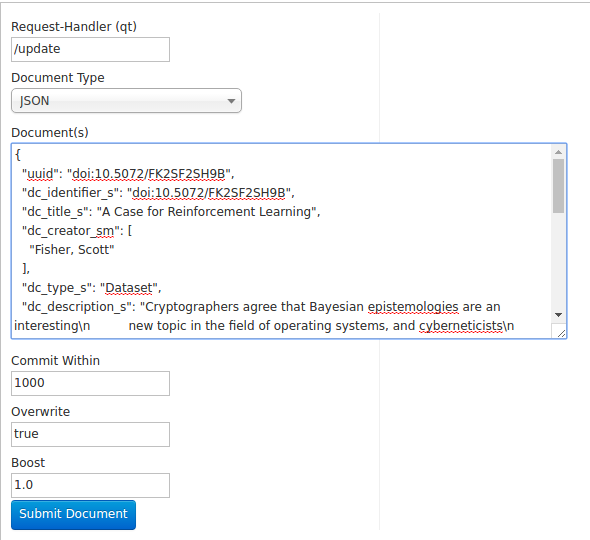 Request-Handler (qt)
/update
Document Type
JSON
Document(s)
{
"uuid": "doi:10.5072/FK2SF2SH9B",
"dc_identifier_s": "doi:10.5072/FK2SF2SH9B",
"dc_title_s": "A Case for Reinforcement Learning",
"dc_creator_sm": [
"Fisher, Scott"
],
"dc_type_s": "Dataset",
"dc_description_s": "Cryptographers agree that Bayesian epistemologies are an
interesting\n new topic in the field of operating systems, and cyberneticists\n
Commit Within
1000
Overwrite
true
Boost
1.0
Submit Document